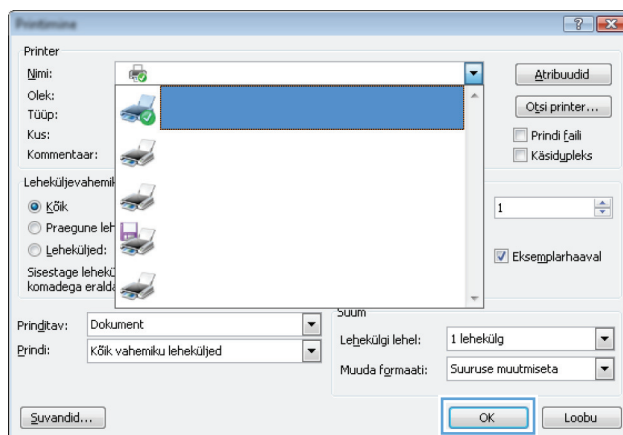 Printimine
Printer
Nimi:
Atribuudid
Olek:
Tüüp:
Otsi printer...
Kus:
Prindi faili
Kommentaar:
Käsidupleks
Leheküljevahemik
Kõik
1
Praegune leh
Leheküljed:
Eksemplarhaaval
Sisestage lehekü
komadega eralda
Suum
Prinditav: Dokument
Lehekülgi lehel: 1 lehekülg
Prindi: Kõik vahemiku leheküljed
Muuda formaati: Suuruse muutmiseta
Suvandid...
OK
Loobu